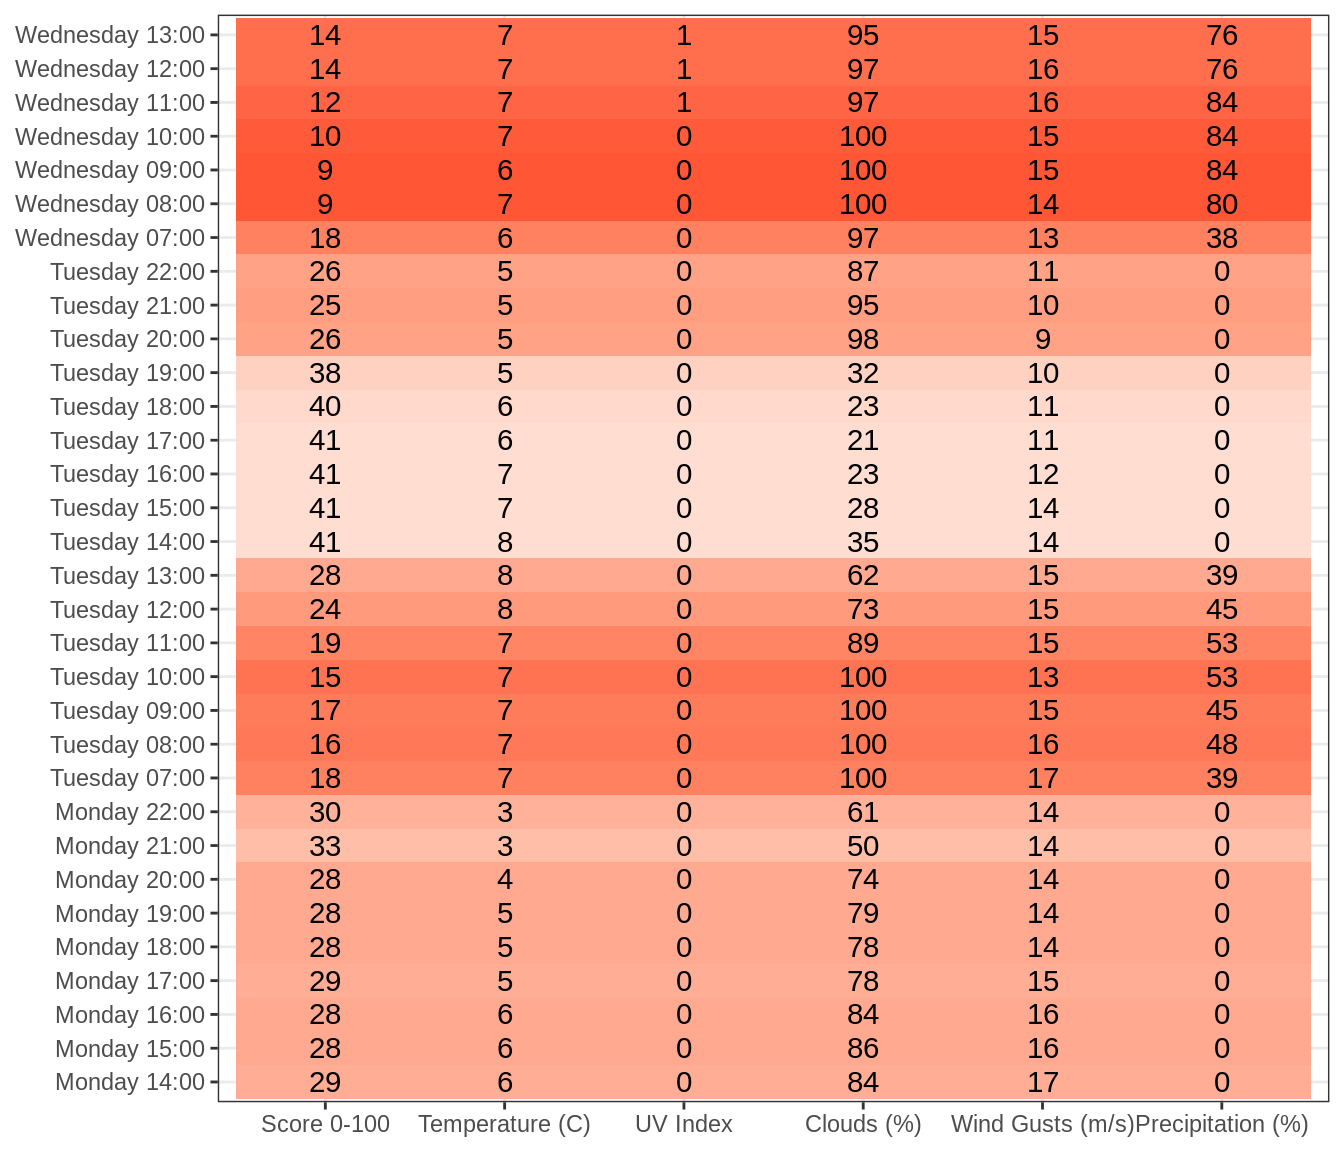 Wednesday 13:00 14 7 1 95 15 76
Wednesday 12:00 14 7 1 97 16 76
Wednesday 11:00 12 7 1 97 16 84
Wednesday 10:00 10 7 0 100 15 84
Wednesday 09:00 9 6 0 100 15 84
Wednesday 08:00 9 7 0 100 14 80
Wednesday 07:00 18 6 0 97 13 38
Tuesday 22:00 26 5 0 87 11 0
Tuesday 21:00 25 5 0 95 10 0
Tuesday 20:00 26 5 0 98 9 0
Tuesday 19:00 38 5 0 32 10 0
Tuesday 18:00 40 6 0 23 11 0
Tuesday 17:00 41 6 0 21 11 0
Tuesday 16:00 41 7 0 23 12 0
Tuesday 15:00 41 7 0 28 14 0
Tuesday 14:00 41 8 0 35 14 0
Tuesday 13:00 28 8 0 62 15 39
Tuesday 12:00 24 8 0 73 15 45
Tuesday 11:00 19 7 0 89 15 53
Tuesday 10:00 15 7 0 100 13 53
Tuesday 09:00 17 7 0 100 15 45
Tuesday 08:00 16 7 0 100 16 48
Tuesday 07:00 18 7 0 100 17 39
Monday 22:00 30 3 0 61 14 0
Monday 21:00 33 3 0 50 14 0
Monday 20:00 28 4 0 74 14 0
Monday 19:00 28 5 0 79 14 0
Monday 18:00 28 5 0 78 14 0
Monday 17:00 29 5 0 78 15 0
Monday 16:00 28 6 0 84 16 0
Monday 15:00 28 6 0 86 16 0
Monday 14:00 29 6 0 84 17 0
Score 0-100 Temperature (C) UV Index Clouds (%) Wind Gusts (m/s) Precipitation (%)